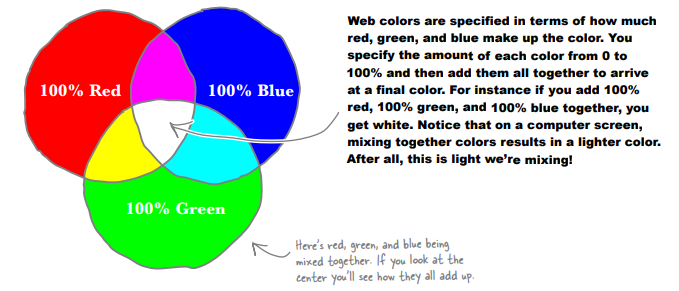 100% Red
100% Blue
100% Green
Web colors are specified in terms of how much
red, green, and blue make up the color. You
specify the amount of each color from 0 to
100% and then add them all together to arrive
at a final color. For instance if you add 100%
red, 100% green, and 100% blue together, you
get white. Notice that on a computer screen,
mixing together colors results in a lighter color.
After all, this is light we're mixing!
Here's red, green, and blue being
mixed together. If you look at the
center you'll see how they all add up.